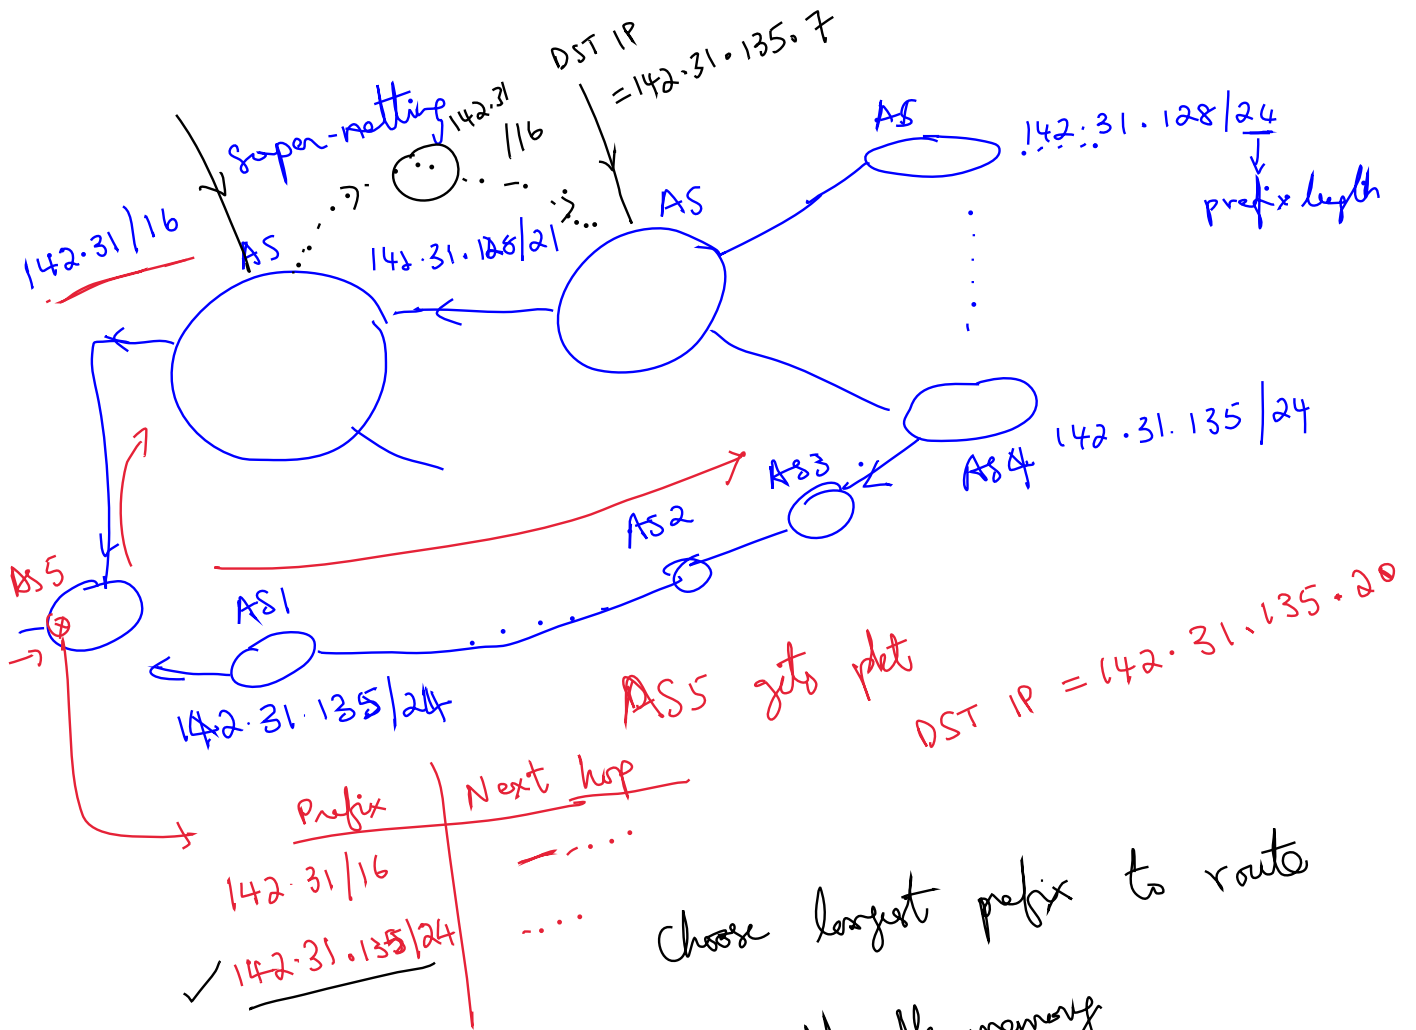 DST IP
= 142.31.135.7
super-netting
142.31
/16
AS
142.31.128/24
prefix length
142.31/16
AS
142.31.128/21
AS
142.31.135/24
AS4
AS3
AS2
AS5
AS1
142.31.135/24
AS5 gets pkt
DST IP = 142.31.135.20
Prefix
Next hop
142.31/16
142.31.135/24
choose longest prefix to route
memory